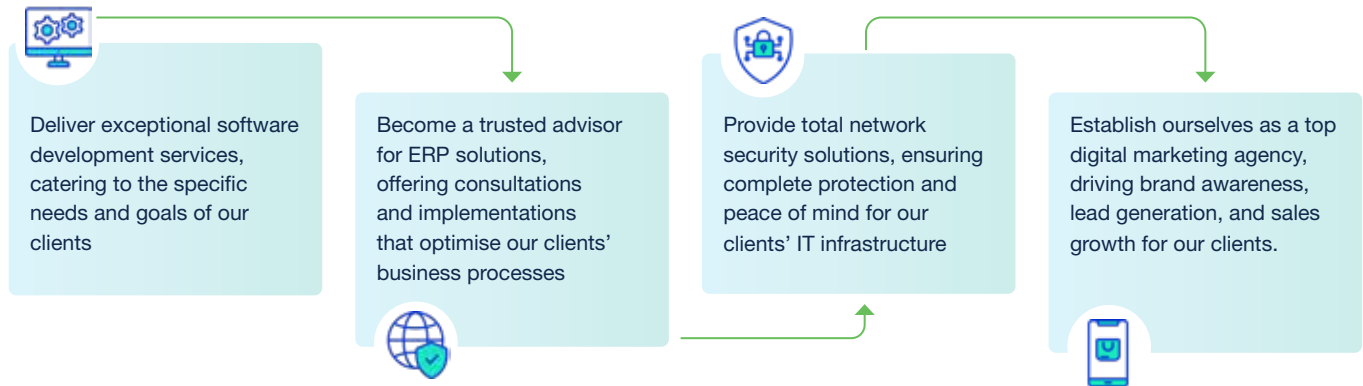 Deliver exceptional software
development services,
catering to the specific
needs and goals of our
clients
Become a trusted advisor
for ERP solutions,
offering consultations
and implementations
that optimise our clients’
business processes
Provide total network
security solutions, ensuring
complete protection and
peace of mind for our
clients’ IT infrastructure
Establish ourselves as a top
digital marketing agency,
driving brand awareness,
lead generation, and sales
growth for our clients.